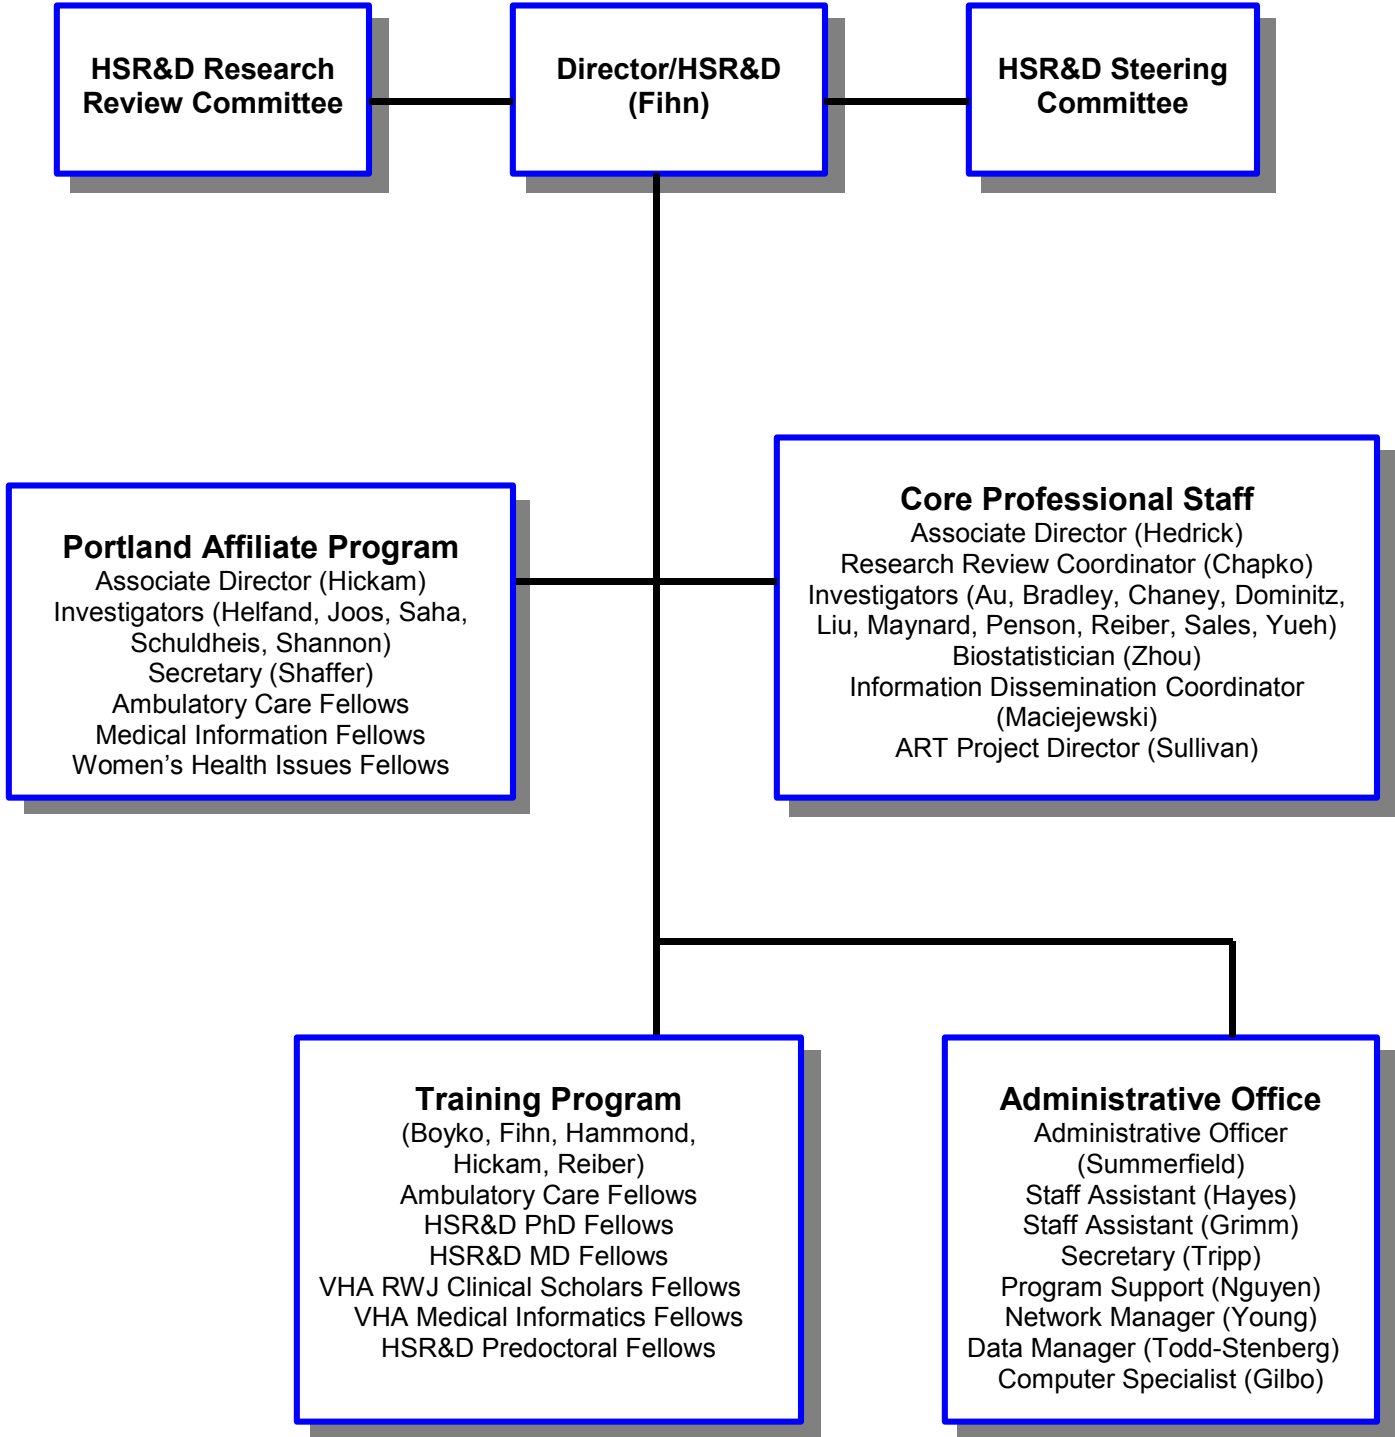 HSR&D Research
Review Committee
Director/HSR&D
(Fihn)
HSR&D Steering
Committee
Portland Affiliate Program
Associate Director (Hickam)
Investigators (Helfand, Joos, Saha,
Schuldheis, Shannon)
Secretary (Shaffer)
Ambulatory Care Fellows
Medical Information Fellows
Women’s Health Issues Fellows
Core Professional Staff
Associate Director (Hedrick)
Research Review Coordinator (Chapko)
Investigators (Au, Bradley, Chaney, Dominitz,
Liu, Maynard, Penson, Reiber, Sales, Yueh)
Biostatistician (Zhou)
Information Dissemination Coordinator
(Maciejewski)
ART Project Director (Sullivan)
Training Program
(Boyko, Fihn, Hammond,
Hickam, Reiber)
Ambulatory Care Fellows
HSR&D PhD Fellows
HSR&D MD Fellows
VHA RWJ Clinical Scholars Fellows
VHA Medical Informatics Fellows
HSR&D Predoctoral Fellows
Administrative Office
Administrative Officer
(Summerfield)
Staff Assistant (Hayes)
Staff Assistant (Grimm)
Secretary (Tripp)
Program Support (Nguyen)
Network Manager (Young)
Data Manager (Todd-Stenberg)
Computer Specialist (Gilbo)